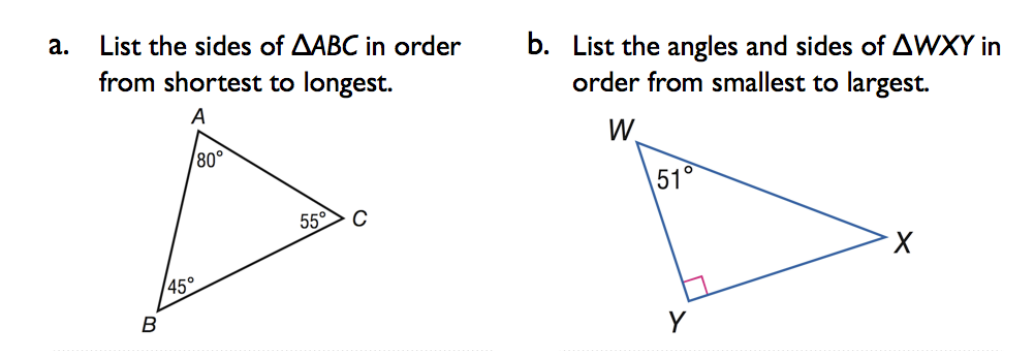 a. List the sides of ΔABC in order
from shortest to longest.
A
80°
55° C
45°
B
b. List the angles and sides of ΔWXY in
order from smallest to largest.
W
51°
X
Y